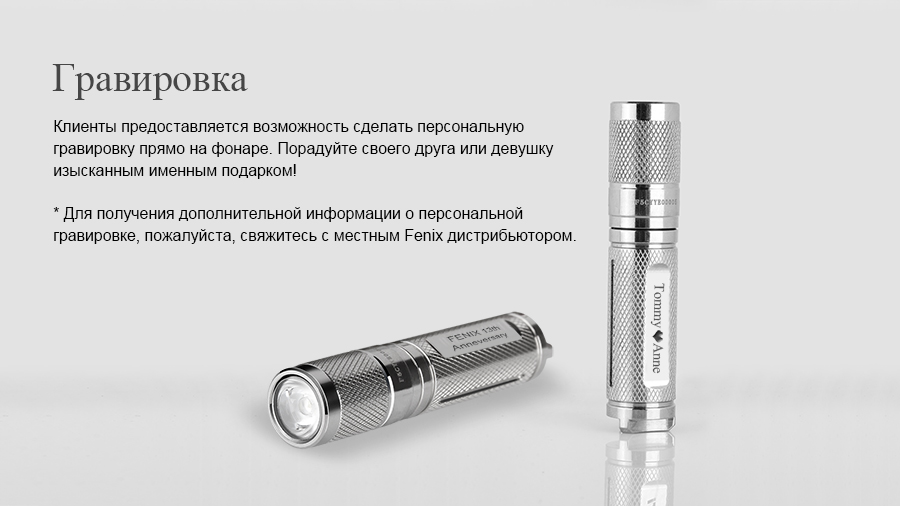 Гравировка
Клиенты предоставляется возможность сделать персональную
гравировку прямо на фонаре. Порадуйте своего друга или девушку
изысканным именным подарком!
* Для получения дополнительной информации о персональной
гравировке, пожалуйста, свяжитесь с местным Fenix дистрибьютором.
FENIX 13th
Anneversary
Tommy ♥ Anne